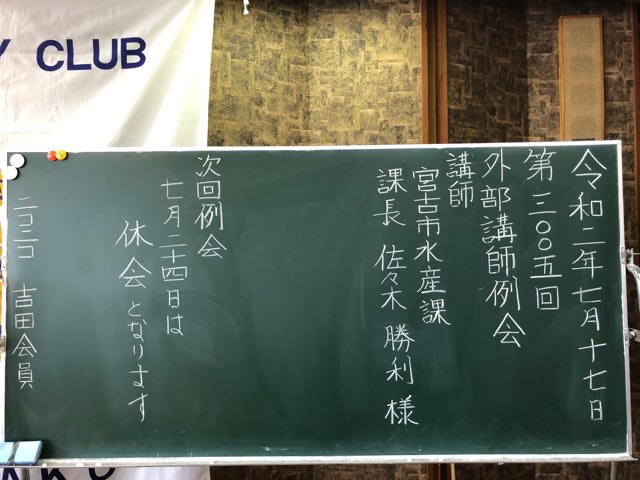 Y CLUB
令和二年七月十七日
第三〇〇五回
外部講師例会
講師
宮古市水産課
課長 佐々木 勝利 様
次回例会
七月二十四日は
休会となります
ニコニコ 吉田会員